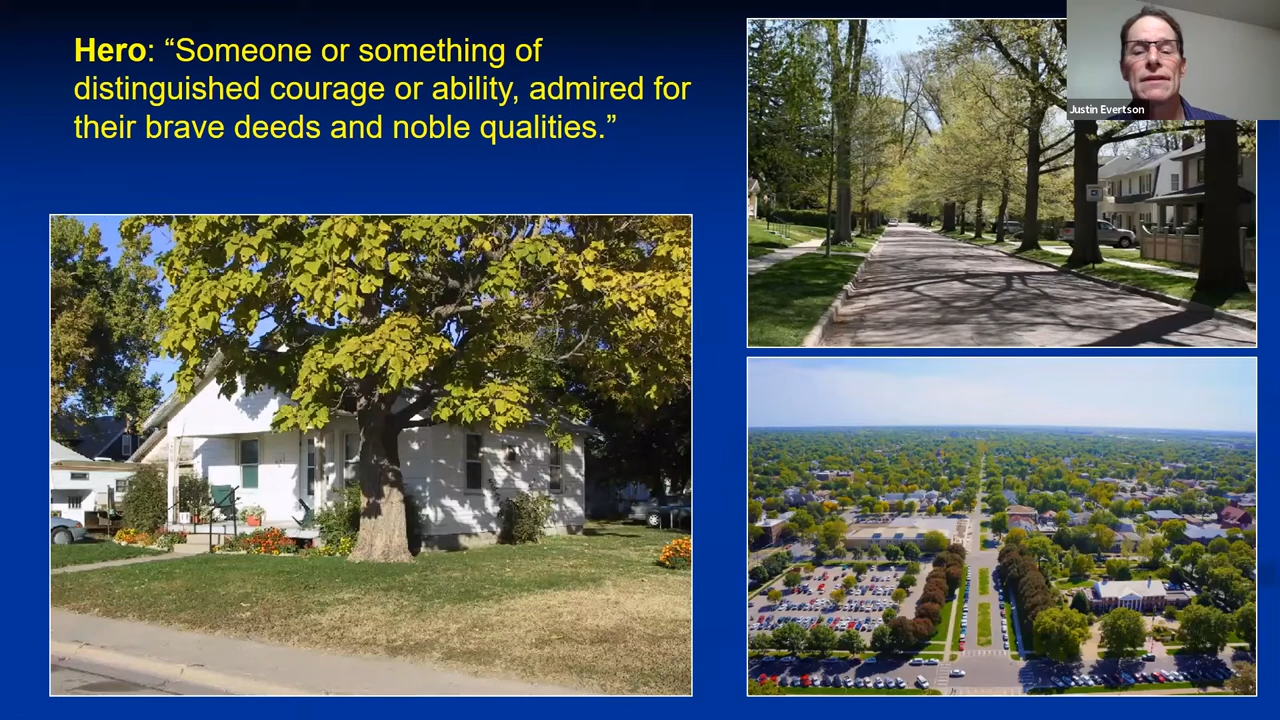 Hero: “Someone or something of
distinguished courage or ability, admired for
their brave deeds and noble qualities.”
Justin Evertson